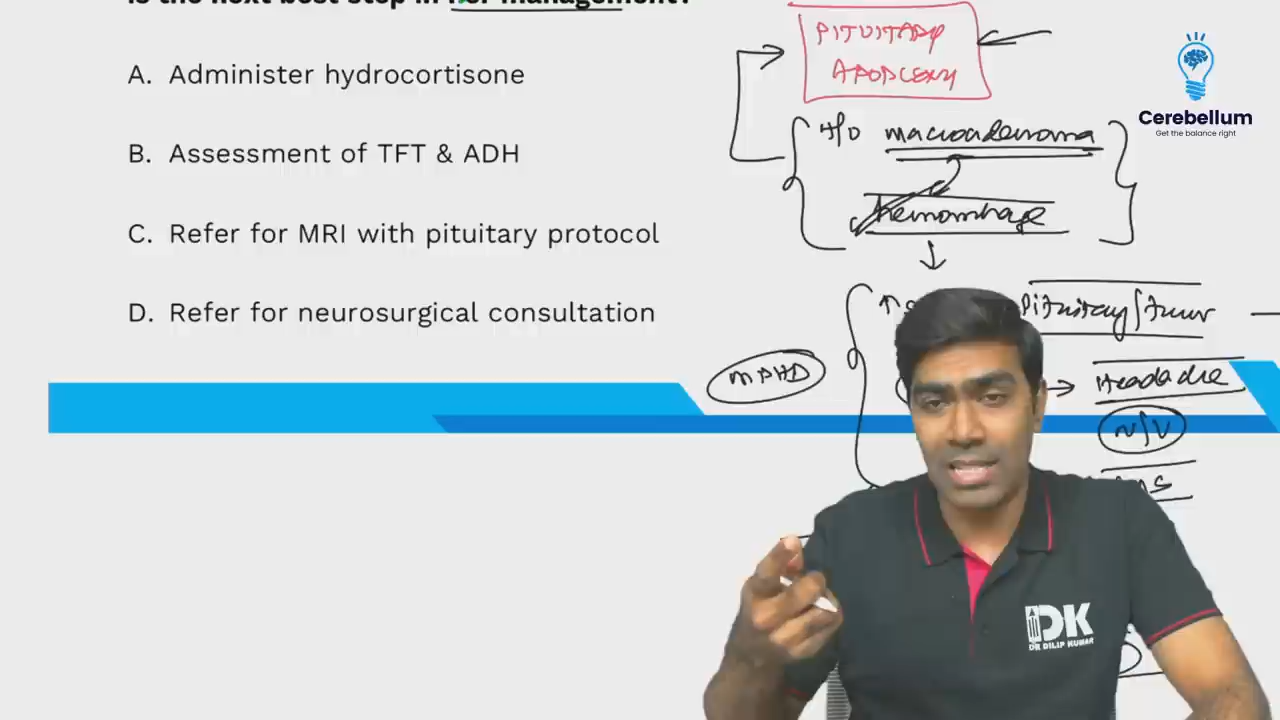 PITUITARY
APOPLEXY
A. Administer hydrocortisone
B. Assessment of TFT & ADH
C. Refer for MRI with pituitary protocol
D. Refer for neurosurgical consultation
H/O macroadenoma
hemorrhage
Pituitary/tumor
MPHD
Headache
N/V
Cerebellum
Get the balance right
DK
DR DILIP KUMAR